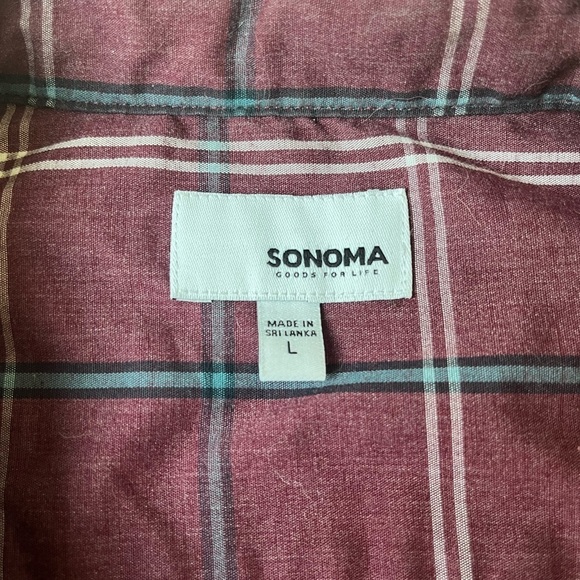 SONOMA
GOODS FOR LIFE
MADE IN
SRI LANKA
L